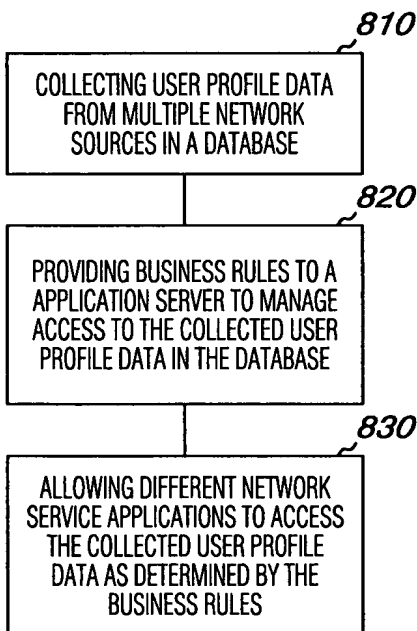 810
COLLECTING USER PROFILE DATA
FROM MULTIPLE NETWORK
SOURCES IN A DATABASE
820
PROVIDING BUSINESS RULES TO A
APPLICATION SERVER TO MANAGE
ACCESS TO THE COLLECTED USER
PROFILE DATA IN THE DATABASE
830
ALLOWING DIFFERENT NETWORK
SERVICE APPLICATIONS TO ACCESS
THE COLLECTED USER PROFILE
DATA AS DETERMINED BY THE
BUSINESS RULES